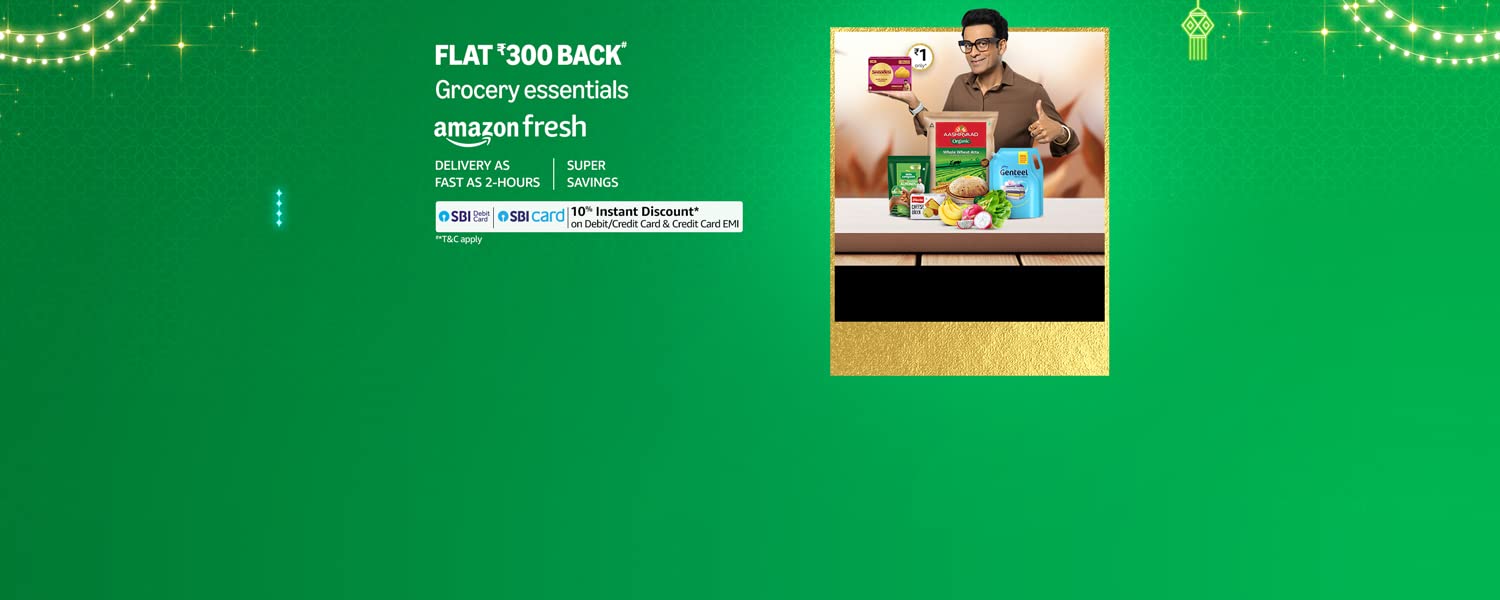 FLAT ₹300 BACK#
Grocery essentials
amazon fresh
DELIVERY AS
FAST AS 2-HOURS
SUPER
SAVINGS
SBI Debit Card
SBI card
10% Instant Discount*
on Debit/Credit Card & Credit Card EMI
#*T&C apply
₹1
only*
AASHIRVAAD
Organic
Whole Wheat Atta
Genteel